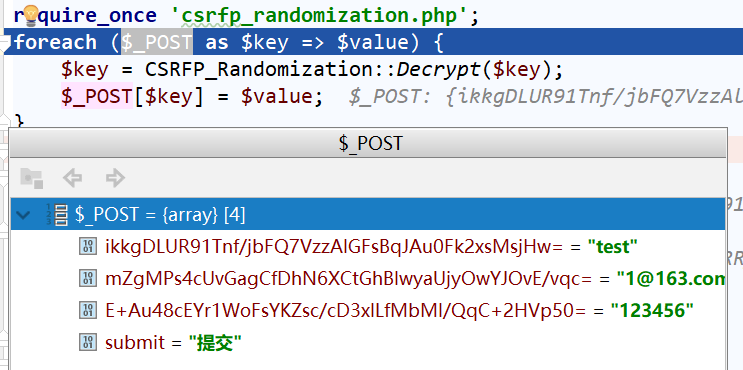 require_once 'csrfp_randomization.php';
foreach ($_POST as $key => $value) {
$key = CSRFP_Randomization::Decrypt($key);
$_POST[$key] = $value; $_POST: {ikkgDLUR91Tnf/jbFQ7VzzAl
}
$_POST
$_POST = {array} [4]
ikkgDLUR91Tnf/jbFQ7VzzAlGFsBqJAu0Fk2xsMsjHw= = "test"
mZgMPs4cUvGagCfDhN6XCtGhBlwyaUjyOwYJOvE/vqc= = "1@163.com
E+Au48cEYr1WoFsYKZsc/cD3xlLfMbMl/QqC+2HVp50= = "123456"
submit = "提交"